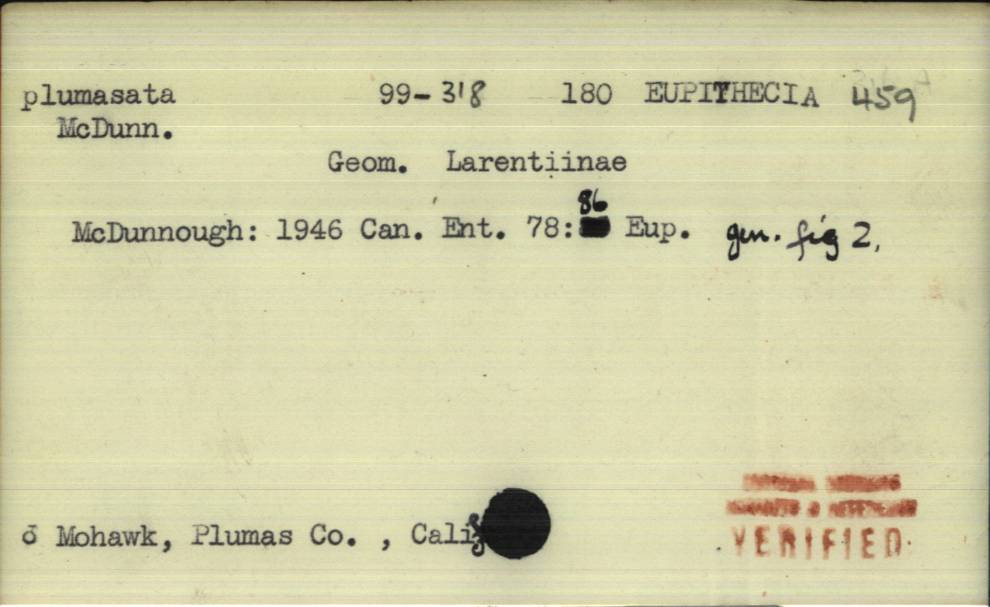 plumasata 99-318 180 EUPITHECIA 459
McDunn.
Geom. Larentiinae
McDunnough: 1946 Can. Ent. 78:86 Eup. gen. fig 2,
♂ Mohawk, Plumas Co. , Calif
VERIFIED